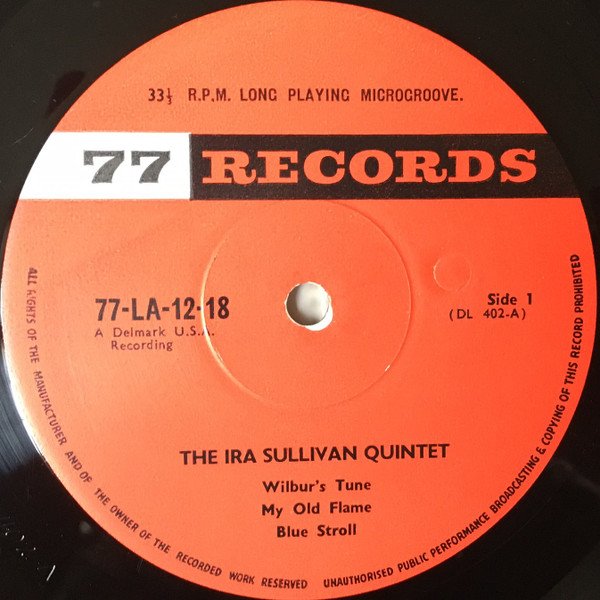 33⅓ R.P.M. LONG PLAYING MICROGROOVE.
77 RECORDS
77-LA-12-18
A Delmark U.S.A.
Recording
Side 1
(DL 402-A)
THE IRA SULLIVAN QUINTET
Wilbur's Tune
My Old Flame
Blue Stroll
ALL RIGHTS OF THE MANUFACTURER AND OF THE OWNER OF THE RECORDED WORK RESERVED UNAUTHORISED PUBLIC PERFORMANCE BROADCASTING & COPYING OF THIS RECORD PROHIBITED